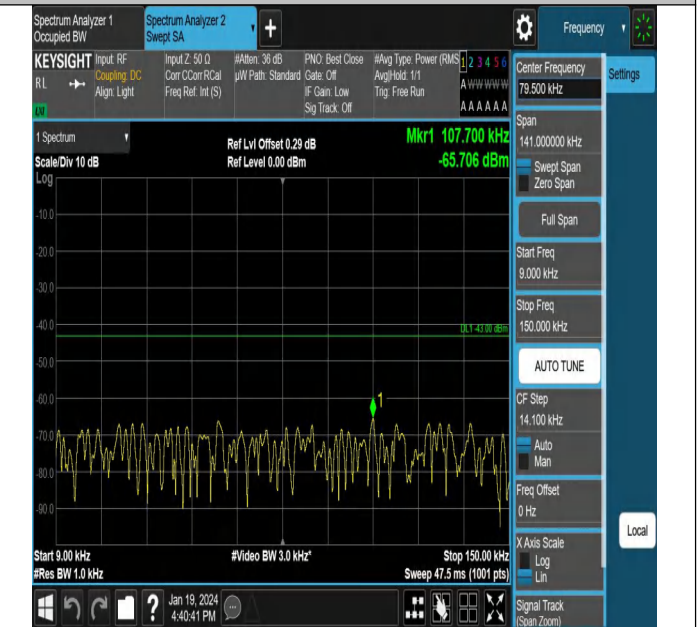 Spectrum Analyzer 1
Occupied BW
Spectrum Analyzer 2
Swept SA
+
Frequency
KEYSIGHT
RL
Input: RF
Coupling: DC
Align: Light
Input Z: 50 Ω
Corr CCorr RCal
Freq Ref: Int (S)
#Atten: 36 dB
µW Path: Standard
PNO: Best Close
Gate: Off
IF Gain: Low
Sig Track: Off
#Avg Type: Power (RMS
Avg|Hold: 1/1
Trig: Free Run
1 2 3 4 5 6
A W W W W W
A A A A A A
1 Spectrum
Scale/Div 10 dB
Log
Ref Lvl Offset 0.29 dB
Ref Level 0.00 dBm
Mkr1 107.700 kHz
-65.706 dBm
-10.0
-20.0
-30.0
-40.0
DL1 -43.00 dBm
-50.0
-60.0
1
-70.0
-80.0
-90.0
Start 9.00 kHz
#Res BW 1.0 kHz
#Video BW 3.0 kHz*
Stop 150.00 kHz
Sweep 47.5 ms (1001 pts)
?
Jan 19, 2024
4:40:41 PM
Center Frequency
79.500 kHz
Settings
Span
141.000000 kHz
Swept Span
Zero Span
Full Span
Start Freq
9.000 kHz
Stop Freq
150.000 kHz
AUTO TUNE
CF Step
14.100 kHz
Auto
Man
Freq Offset
0 Hz
Local
X Axis Scale
Log
Lin
Signal Track
(Span Zoom)